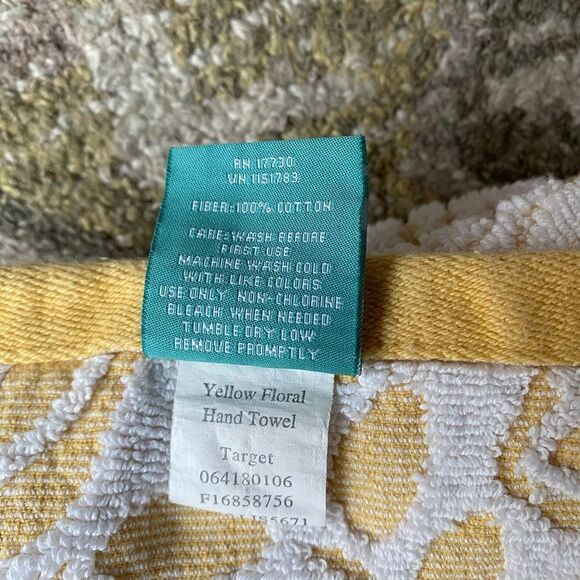 RN 17730
VN 1151789
FIBER: 100% COTTON
CARE: WASH BEFORE
FIRST USE
MACHINE WASH COLD
WITH LIKE COLORS
USE ONLY NON-CHLORINE
BLEACH WHEN NEEDED
TUMBLE DRY LOW
REMOVE PROMPTLY
Yellow Floral
Hand Towel
Target
064180106
F16858756